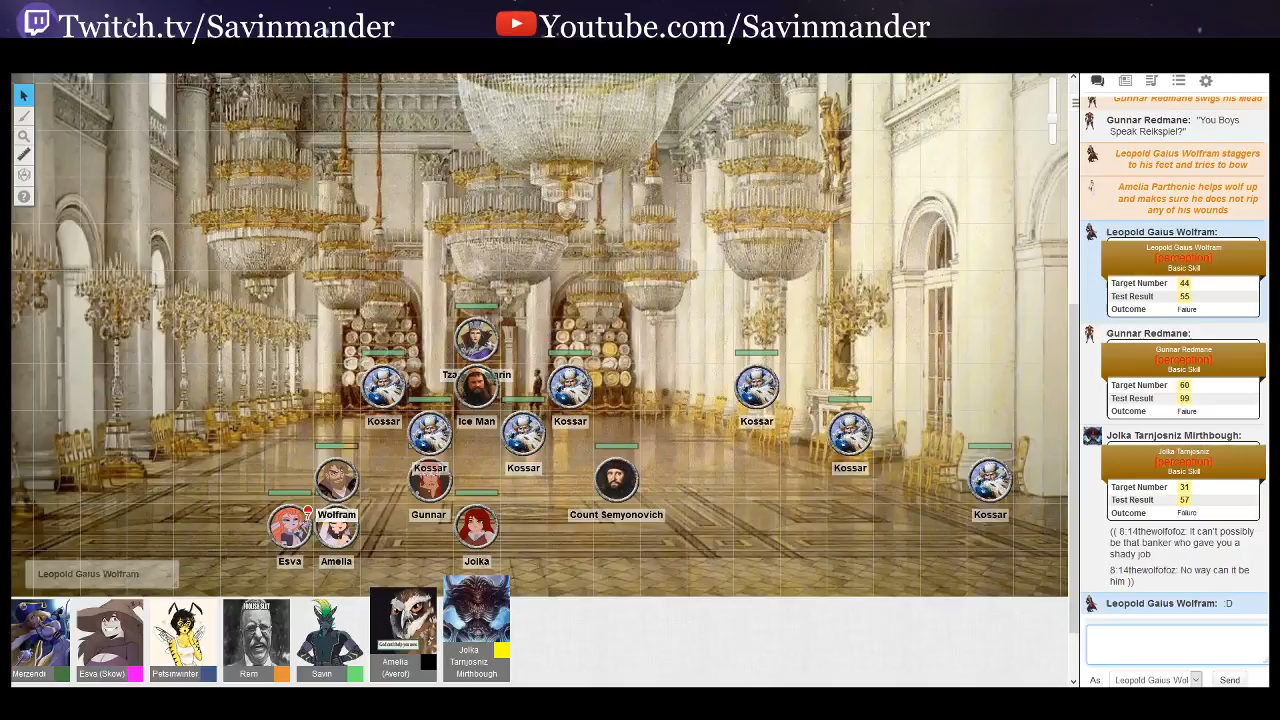 Twitch.tv/Savinmander
Youtube.com/Savinmander
Gunnar Redmane swigs his Mead
Gunnar Redmane: "You Boys
Speak Reikspiel?"
Leopold Gaius Wolfram staggers
to his feet and tries to bow
Amelia Parthenie helps wolf up
and makes sure he does not rip
any of his wounds
Leopold Gaius Wolfram:
Leopold Gaius Wolfram
[perception]
Basic Skill
Target Number 44
Test Result 55
Outcome Failure
Gunnar Redmane:
Gunnar Redmane
[perception]
Basic Skill
Target Number 60
Test Result 99
Outcome Failure
Jolka Tarnjosniz Mirthbough:
Jolka Tarnjosniz
[perception]
Basic Skill
Target Number 31
Test Result 57
Outcome Failure
(( 8:14thewolfofoz: It can't possibly
be that banker who gave you a
shady job
8:14thewolfofoz: No way can it be
him ))
Leopold Gaius Wolfram: :D
As: Leopold Gaius Wol Send
Kossar
Ice Man
Kossar
Kossar
Kossar
Kossar
Kossar
Kossar
Wolfram
Gunnar
Count Semyonovich
Esva
Amelia
Jolka
Leopold Gaius Wolfram
Merzendi
Esva (Skow)
Petsinwinter
Rem
Savin
Amelia
(Averof)
Jolka
Tarnjosniz
Mirthbough